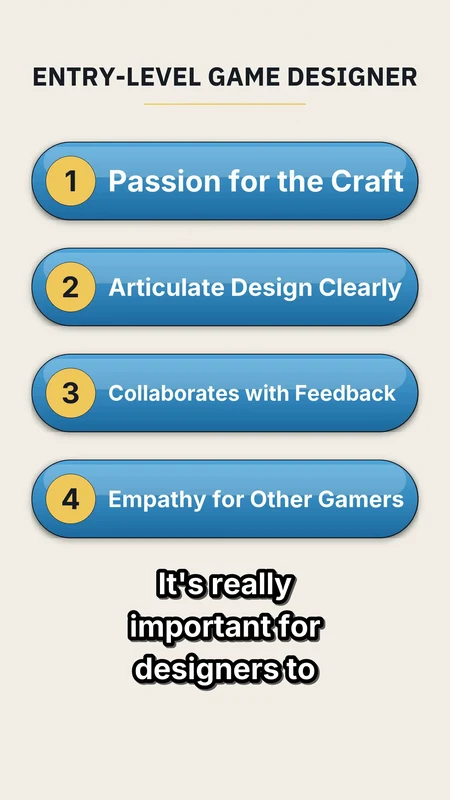 ENTRY-LEVEL GAME DESIGNER
1 Passion for the Craft
2 Articulate Design Clearly
3 Collaborates with Feedback
4 Empathy for Other Gamers
It's really
important for
designers to